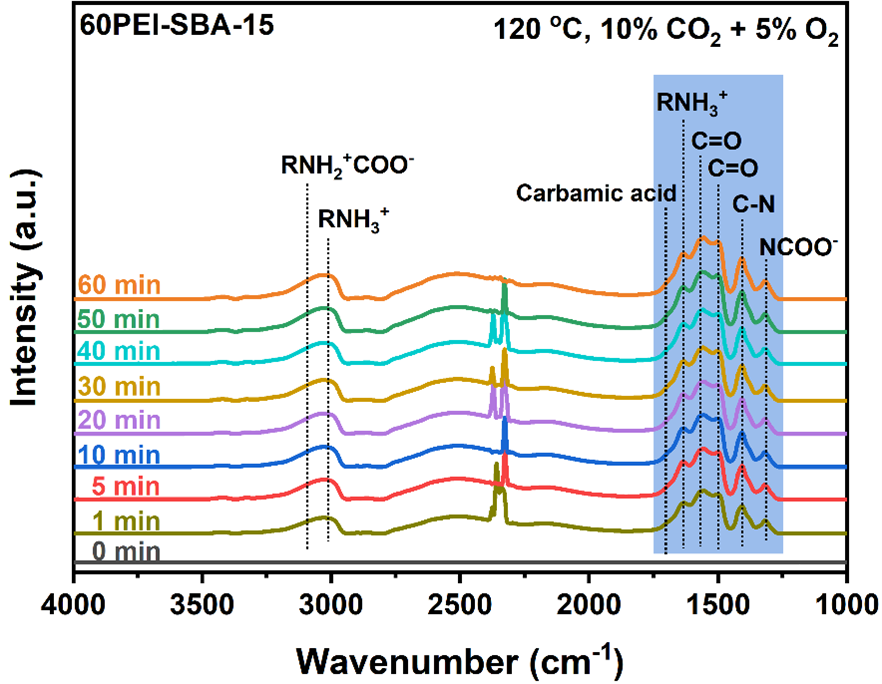 60PEI-SBA-15
120 °C, 10% CO₂ + 5% O₂
RNH₃⁺
C=O
C=O
RNH₂⁺COO⁻
Carbamic acid
C-N
RNH₃⁺
NCOO⁻
60 min
50 min
40 min
30 min
20 min
10 min
5 min
1 min
0 min
Intensity (a.u.)
4000
3500
3000
2500
2000
1500
1000
Wavenumber (cm⁻¹)